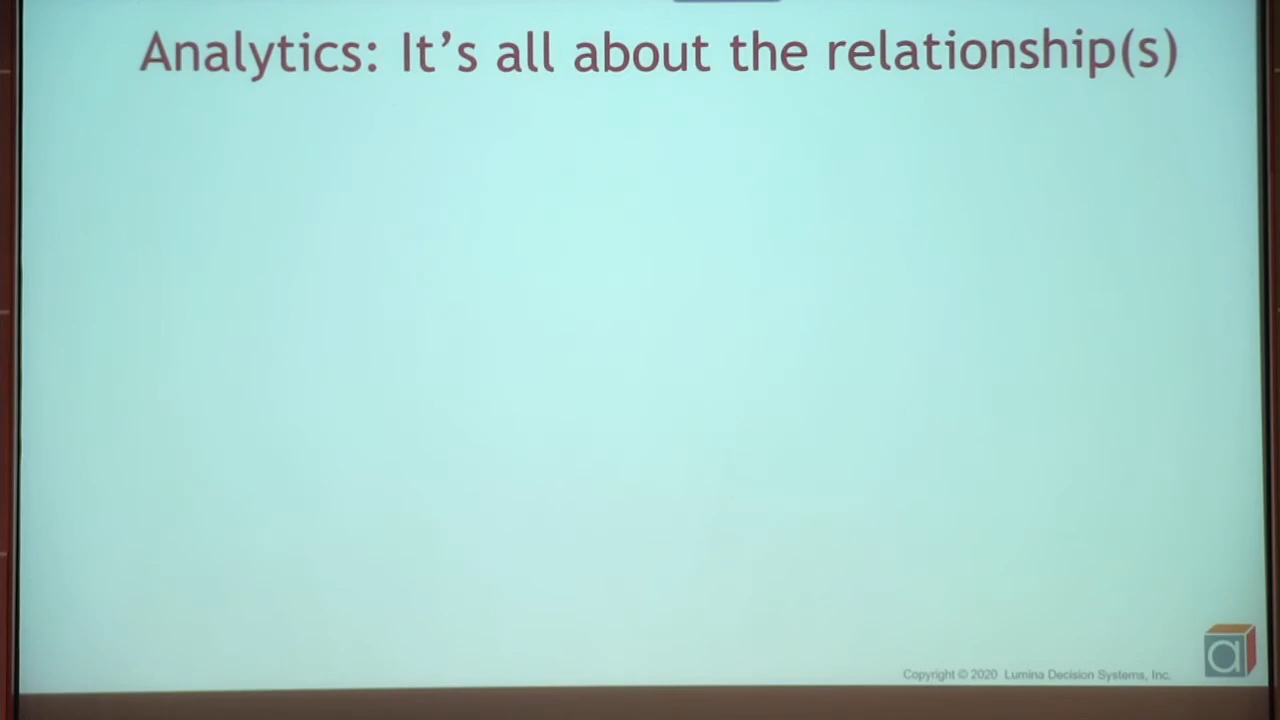 Analytics: It’s all about the relationship(s)
Copyright © 2020 Lumina Decision Systems, Inc.
a